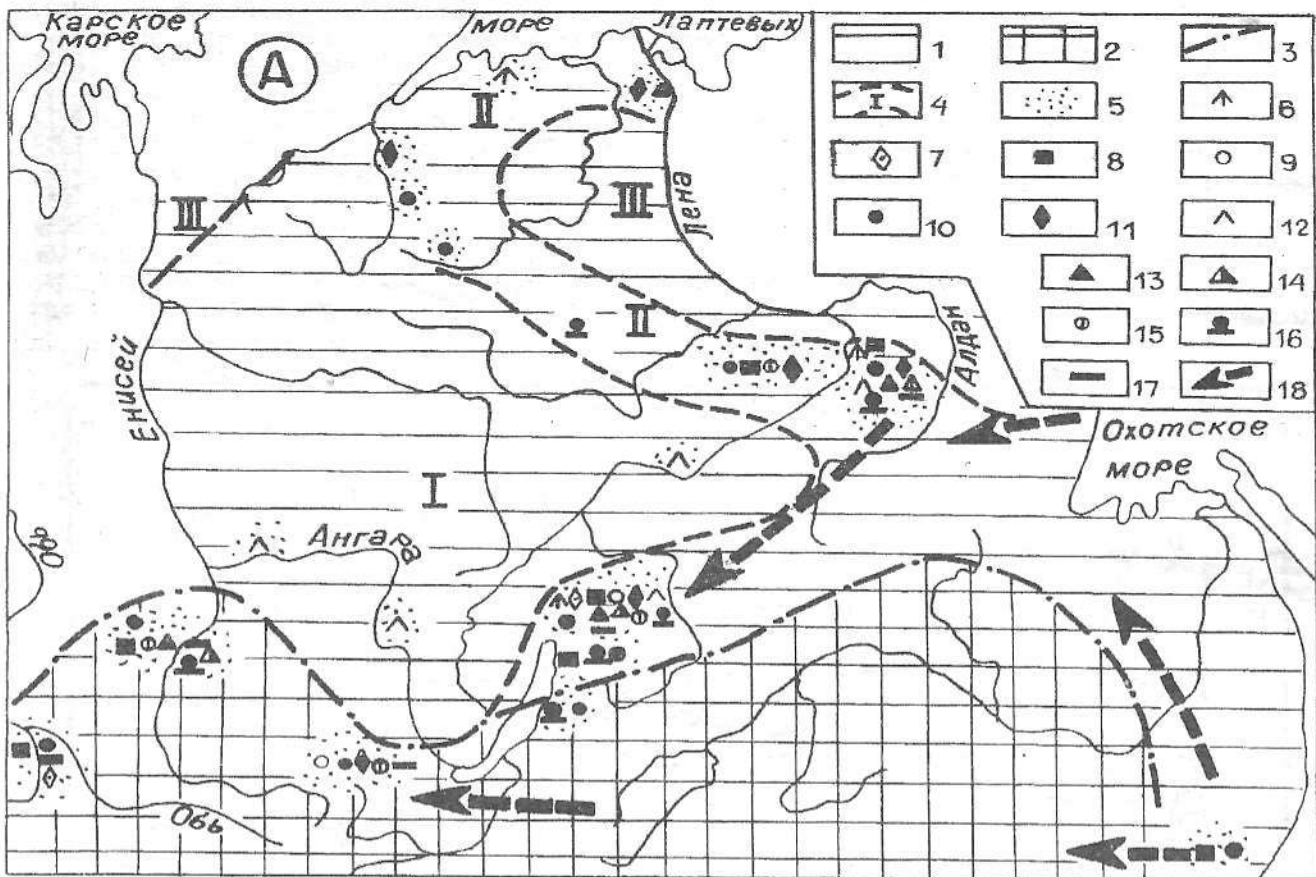 Карское
море
А
море
Лаптевых
1
2
3
I
4
5
6
7
8
9
10
11
12
13
14
15
16
17
18
II
III
III
Лена
II
Алдан
Енисей
Охотское
море
I
Ангара
Обь
Обь